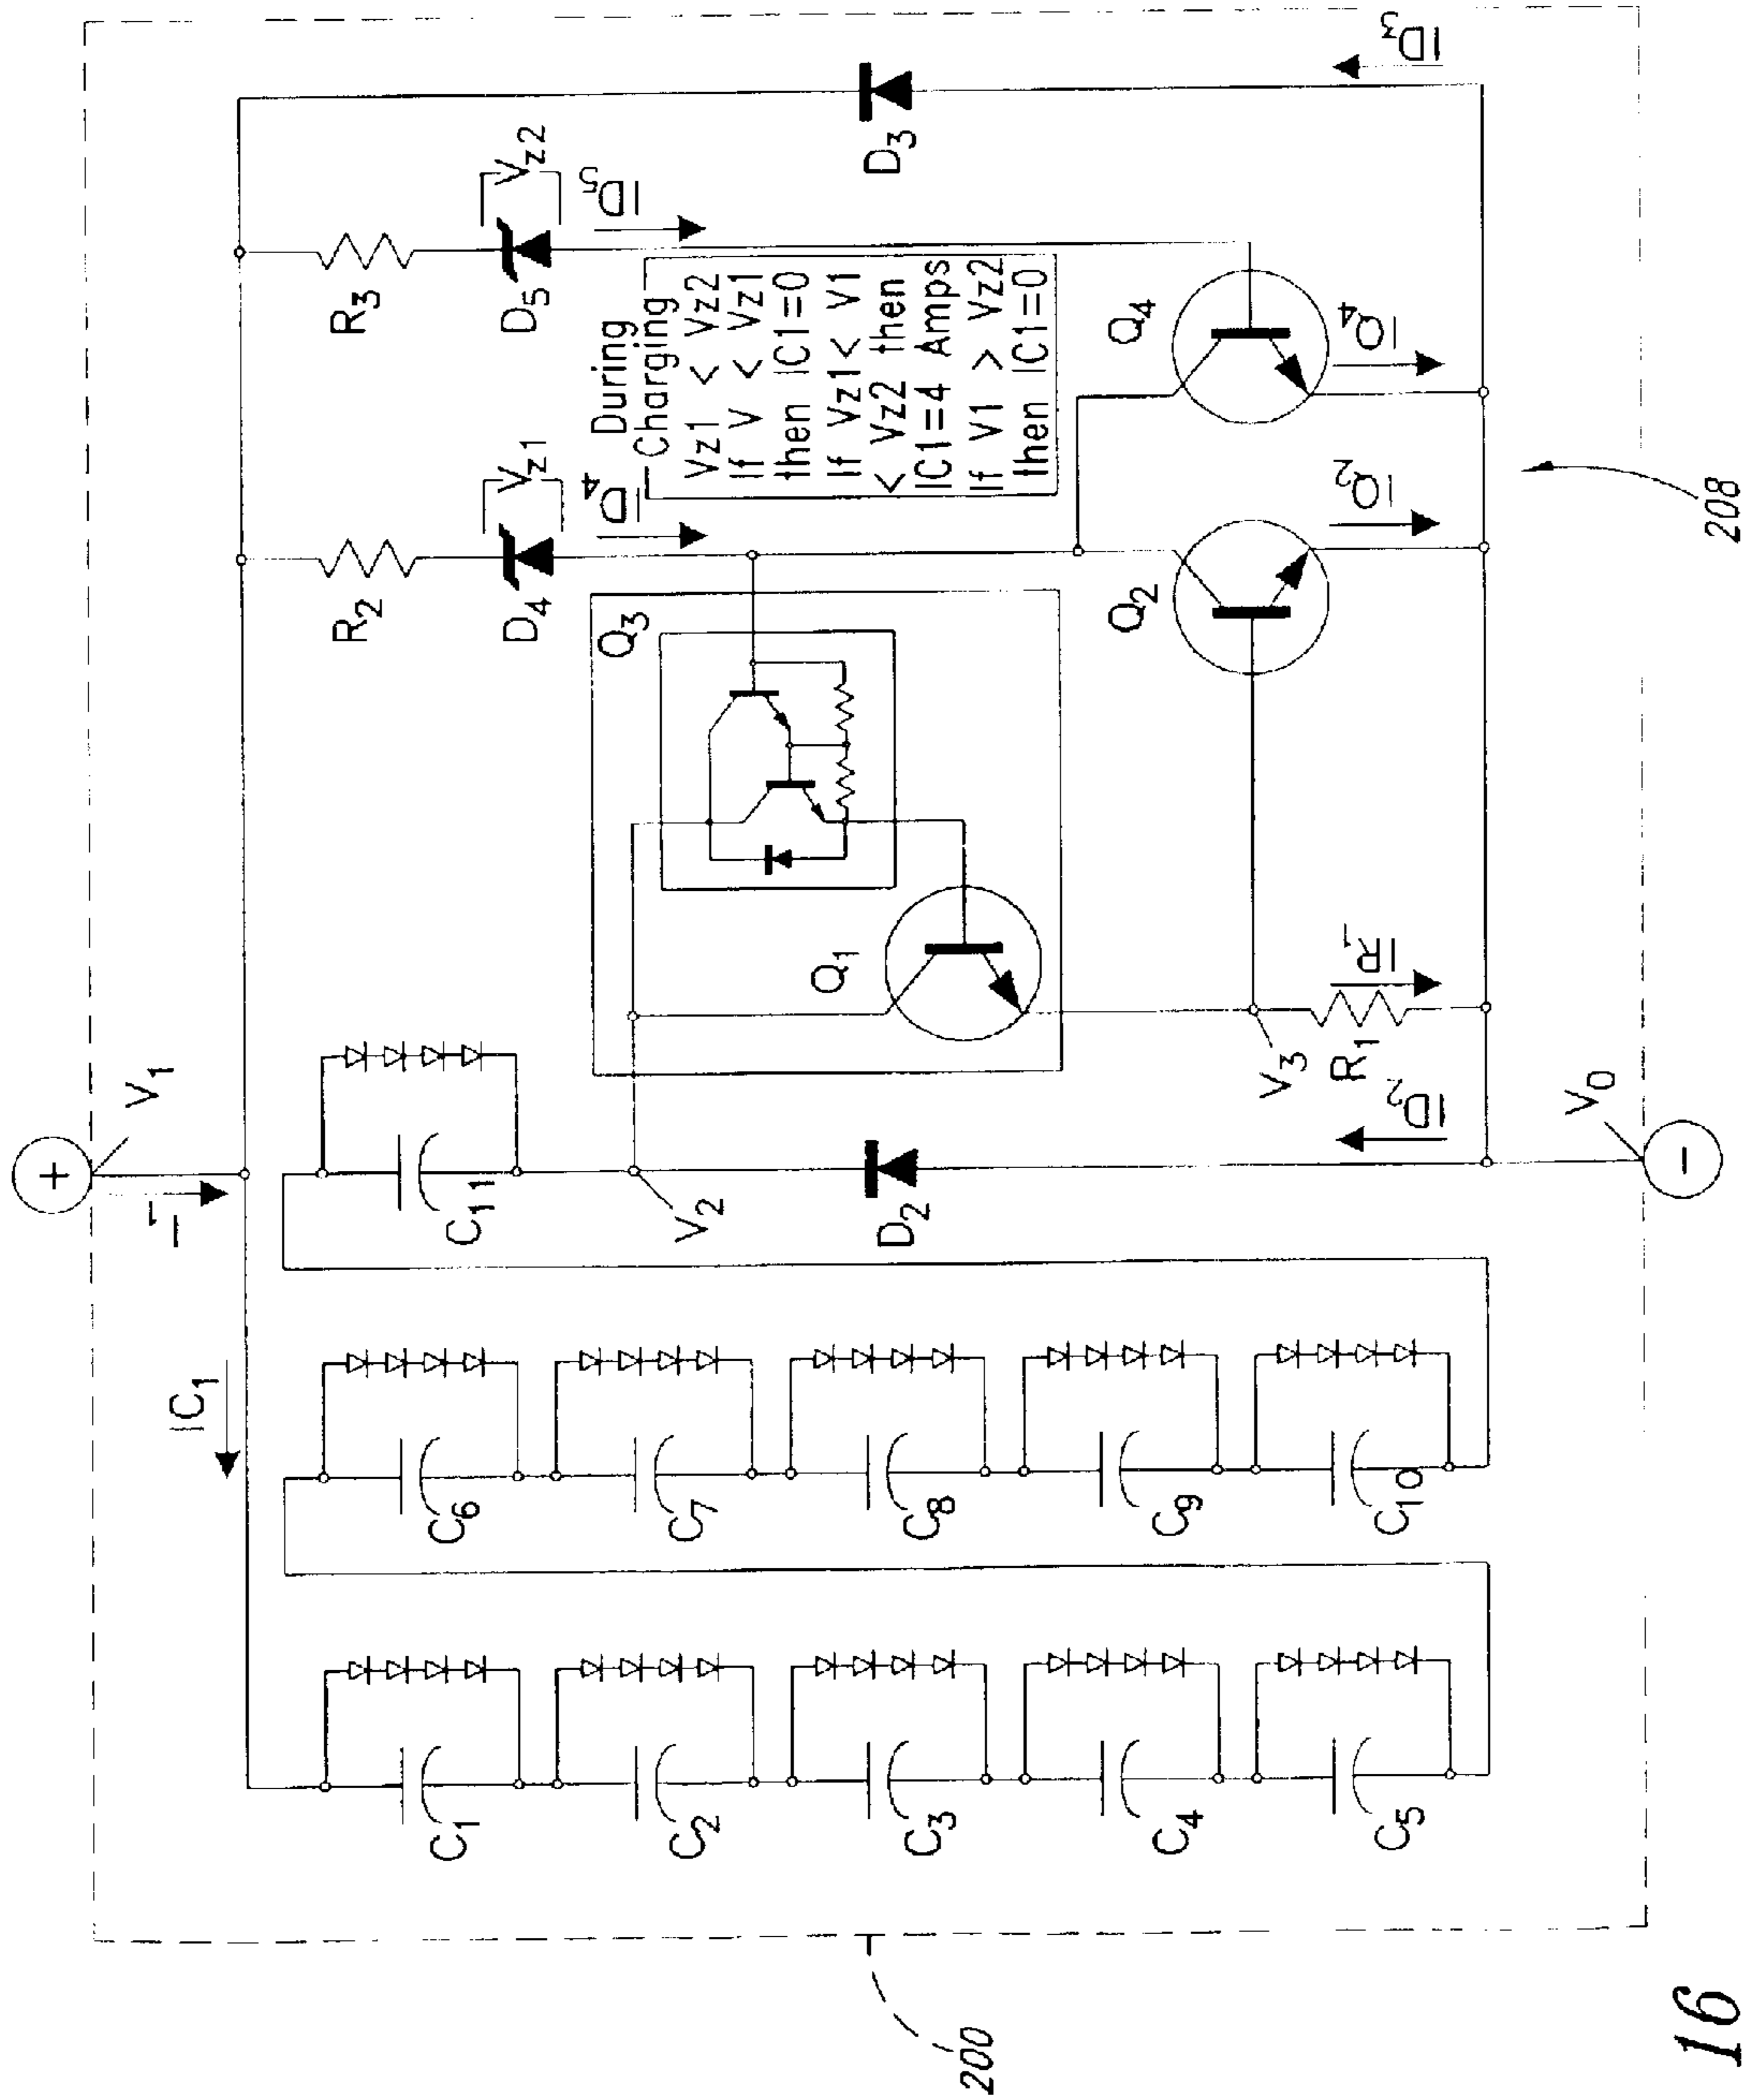 +
V1
I1
IC1
R3
D5
Vz2
ID5
D3
ID3
R2
D4
Vz1
ID4
During
Charging
Vz1 < Vz2
If V < Vz1
then IC1=0
If Vz1< V1
< Vz2 then
IC1=4 Amps
If V1 > Vz2
then IC1=0
Q3
Q1
Q4
IQ4
Q2
IQ2
208
C11
V2
D2
ID2
V3
R1
IR1
V0
−
C6
C7
C8
C9
C10
C1
C2
C3
C4
C5
200
16